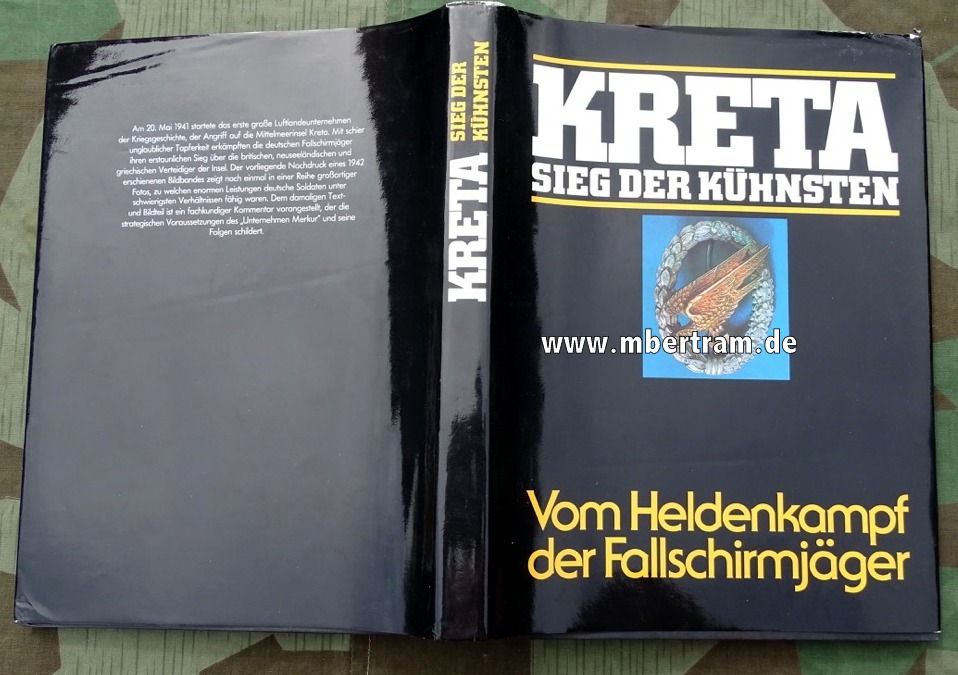 Am 20. Mai 1941 startete das erste große Luftlandeunternehmen
der Kriegsgeschichte, der Angriff auf die Mittelmeerinsel Kreta. Mit schier
unglaublicher Tapferkeit erkämpften die deutschen Fallschirmjäger
ihren erstaunlichen Sieg über die britischen, neuseeländischen und
griechischen Verteidiger der Insel. Der vorliegende Nachdruck eines 1942
erschienenen Bildbandes zeigt noch einmal in einer Reihe großartiger
Fotos, zu welchen enormen Leistungen deutsche Soldaten unter
schwierigsten Verhältnissen fähig waren. Dem damaligen Text-
und Bildteil ist ein fachkundiger Kommentar vorangestellt, der die
strategischen Voraussetzungen des „Unternehmen Merkur" und seine
Folgen schildert.
KRETA SIEG DER
KÜHNSTEN
KRETA
SIEG DER KÜHNSTEN
www.mbertram.de
Vom Heldenkampf
der Fallschirmjäger